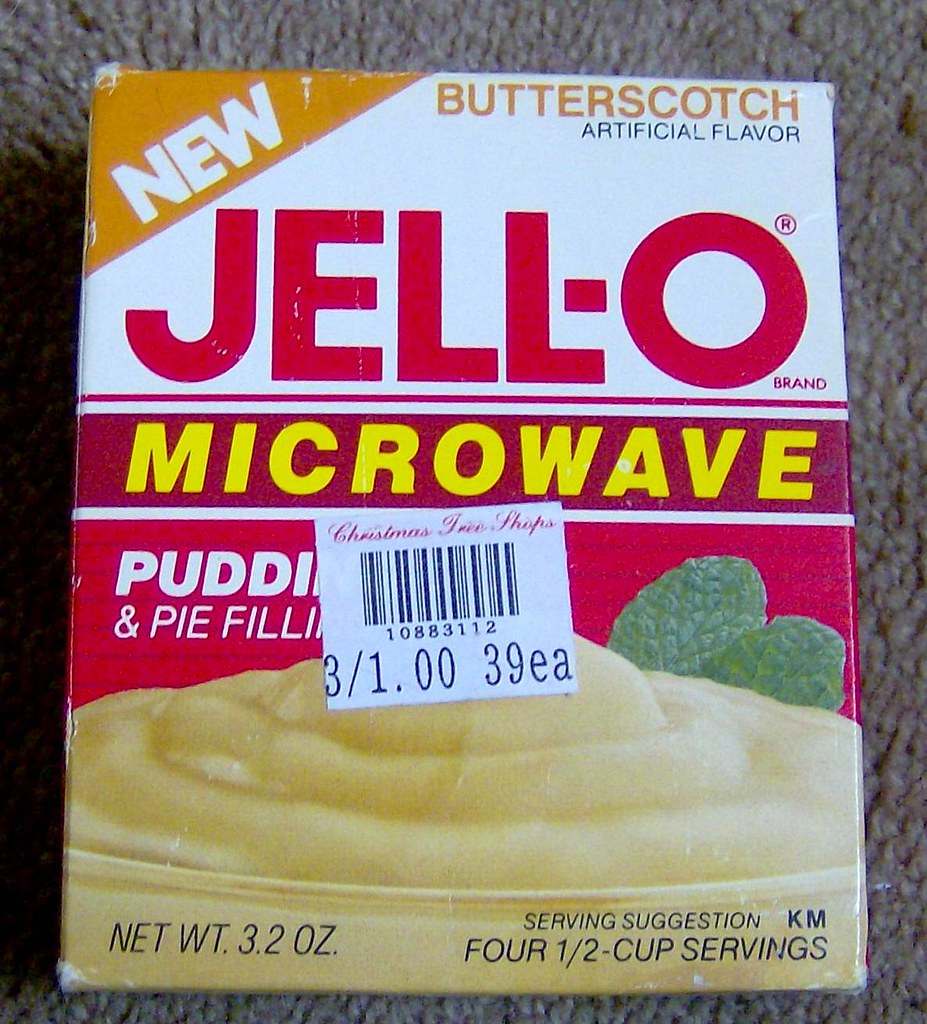 NEW
BUTTERSCOTCH
ARTIFICIAL FLAVOR
JELL-O®
BRAND
MICROWAVE
Christmas Tree Shops
PUDDI
& PIE FILLI
10883112
3/1.00 39ea
SERVING SUGGESTION KM
NET WT. 3.2 OZ.
FOUR 1/2-CUP SERVINGS